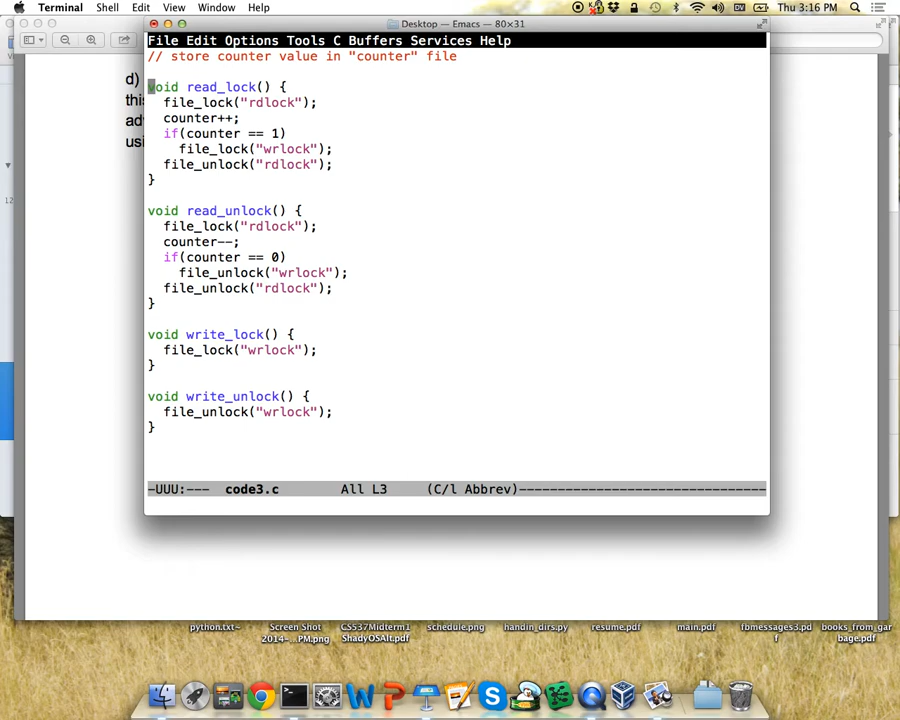 Terminal Shell Edit View Window Help
Thu 3:16 PM
Desktop — Emacs — 80×31
File Edit Options Tools C Buffers Services Help
// store counter value in "counter" file
d)
this
adv
usi
12
void read_lock() {
file_lock("rdlock");
counter++;
if(counter == 1)
file_lock("wrlock");
file_unlock("rdlock");
}
void read_unlock() {
file_lock("rdlock");
counter--;
if(counter == 0)
file_unlock("wrlock");
file_unlock("rdlock");
}
void write_lock() {
file_lock("wrlock");
}
void write_unlock() {
file_unlock("wrlock");
}
-UUU:--- code3.c All L3 (C/l Abbrev)----------------------------------
python.txt~ Screen Shot CS537Midterm1 schedule.png handin_dirs.py resume.pdf main.pdf fbmessages3.pd books_from_gar
2014-...PM.png ShadyOSAlt.pdf f bage.pdf